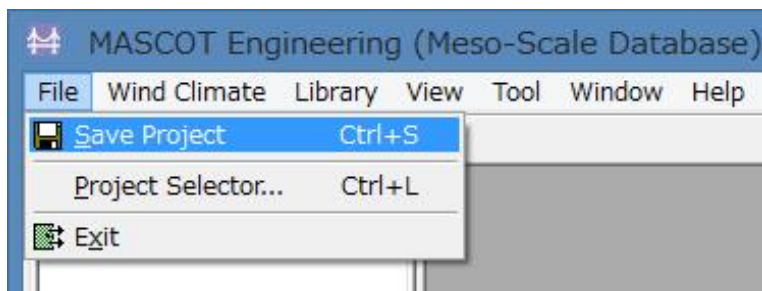 MASCOT Engineering (Meso-Scale Database)
File Wind Climate Library View Tool Window Help
Save Project Ctrl+S
Project Selector... Ctrl+L
Exit